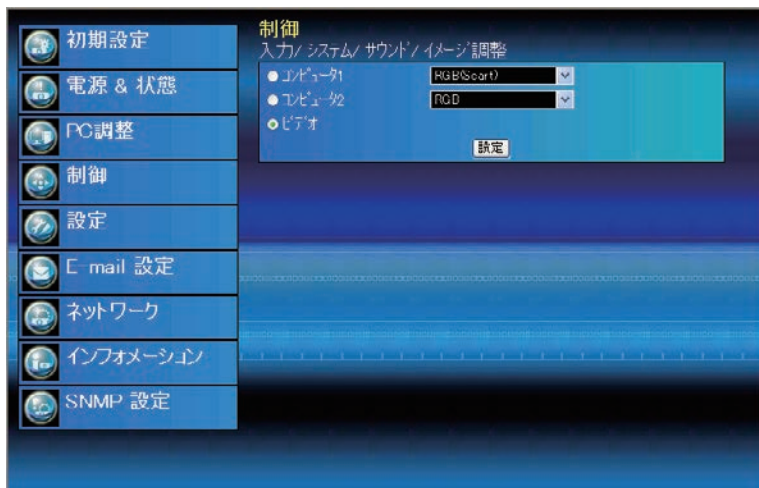 初期設定
電源 & 状態
PC調整
制御
設定
E-mail 設定
ネットワーク
インフォメーション
SNMP 設定
制御
入力/ システム/ サウンド/ イメージ調整
コンピュータ1 RGB(Scart)
コンピュータ2 RGB
ビデオ
設定